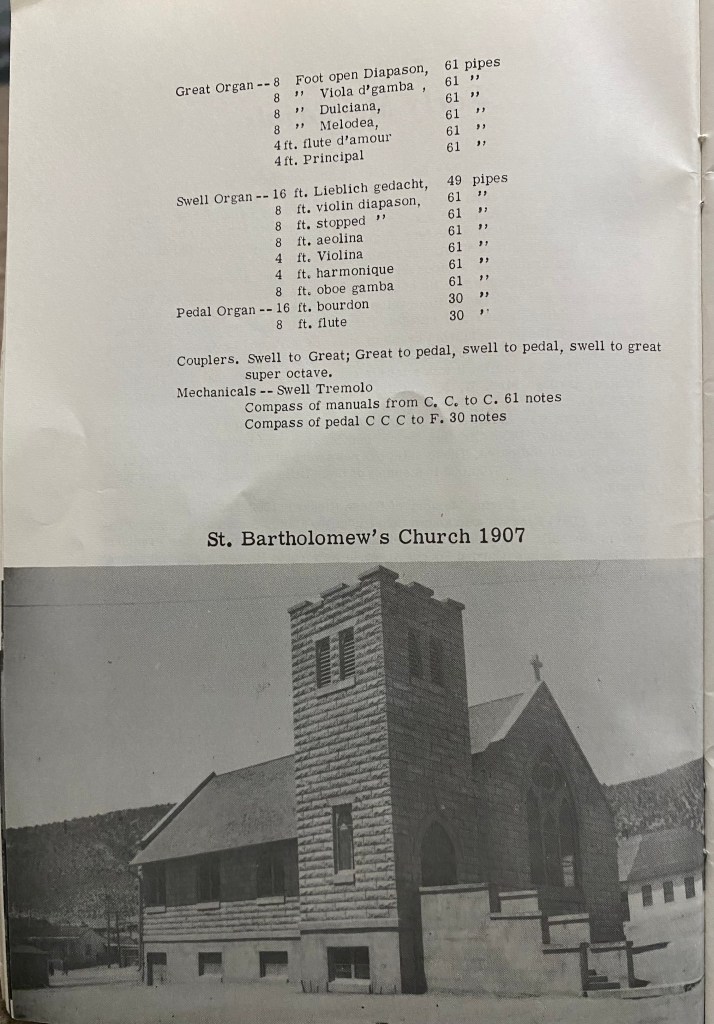 Great Organ -- 8 Foot open Diapason, 61 pipes
8 ,, Viola d'gamba , 61 ,,
8 ,, Dulciana, 61 ,,
8 ,, Melodea, 61 ,,
4 ft. flute d'amour 61 ,,
4 ft. Principal 61 ,,
Swell Organ -- 16 ft. Lieblich gedacht, 49 pipes
8 ft. violin diapason, 61 ,,
8 ft. stopped ,, 61 ,,
8 ft. aeolina 61 ,,
4 ft. Violina 61 ,,
4 ft. harmonique 61 ,,
8 ft. oboe gamba 61 ,,
Pedal Organ -- 16 ft. bourdon 30 ,,
8 ft. flute 30 ,,
Couplers. Swell to Great; Great to pedal, swell to pedal, swell to great
super octave.
Mechanicals -- Swell Tremolo
Compass of manuals from C. C. to C. 61 notes
Compass of pedal C C C to F. 30 notes
St. Bartholomew's Church 1907